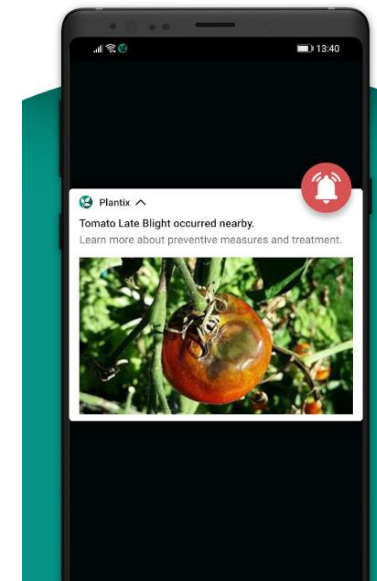 13:40
Plantix
Tomato Late Blight occurred nearby.
Learn more about preventive measures and treatment.